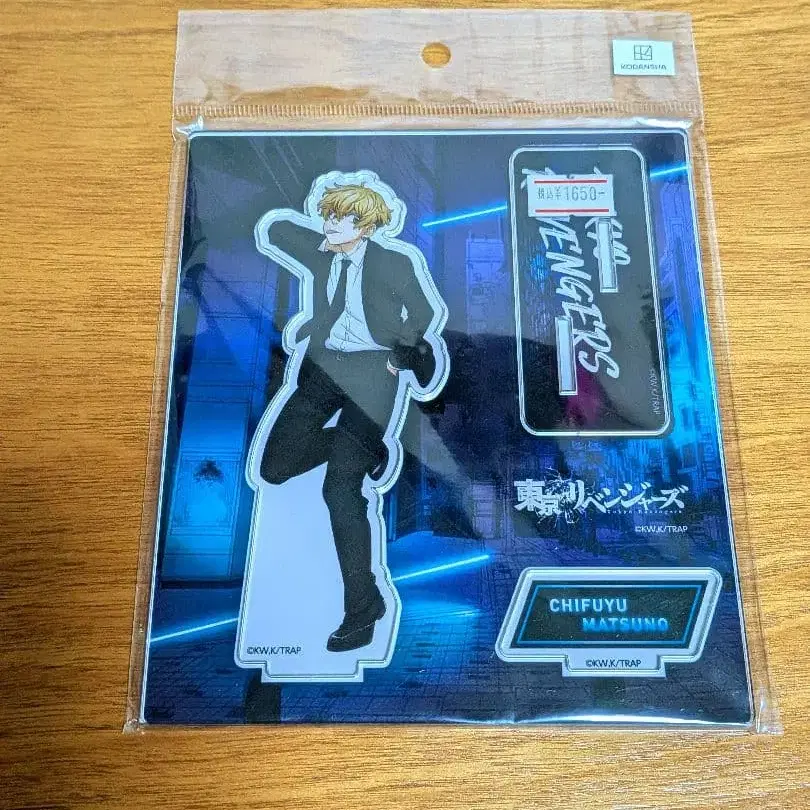 KODANSHA
税込¥1650-
REVENGERS
©KW,K/TRAP
東京リベンジャーズ
Tokyo Revengers
©KW,K/TRAP
CHIFUYU
MATSUNO
©KW,K/TRAP
©KW,K/TRAP